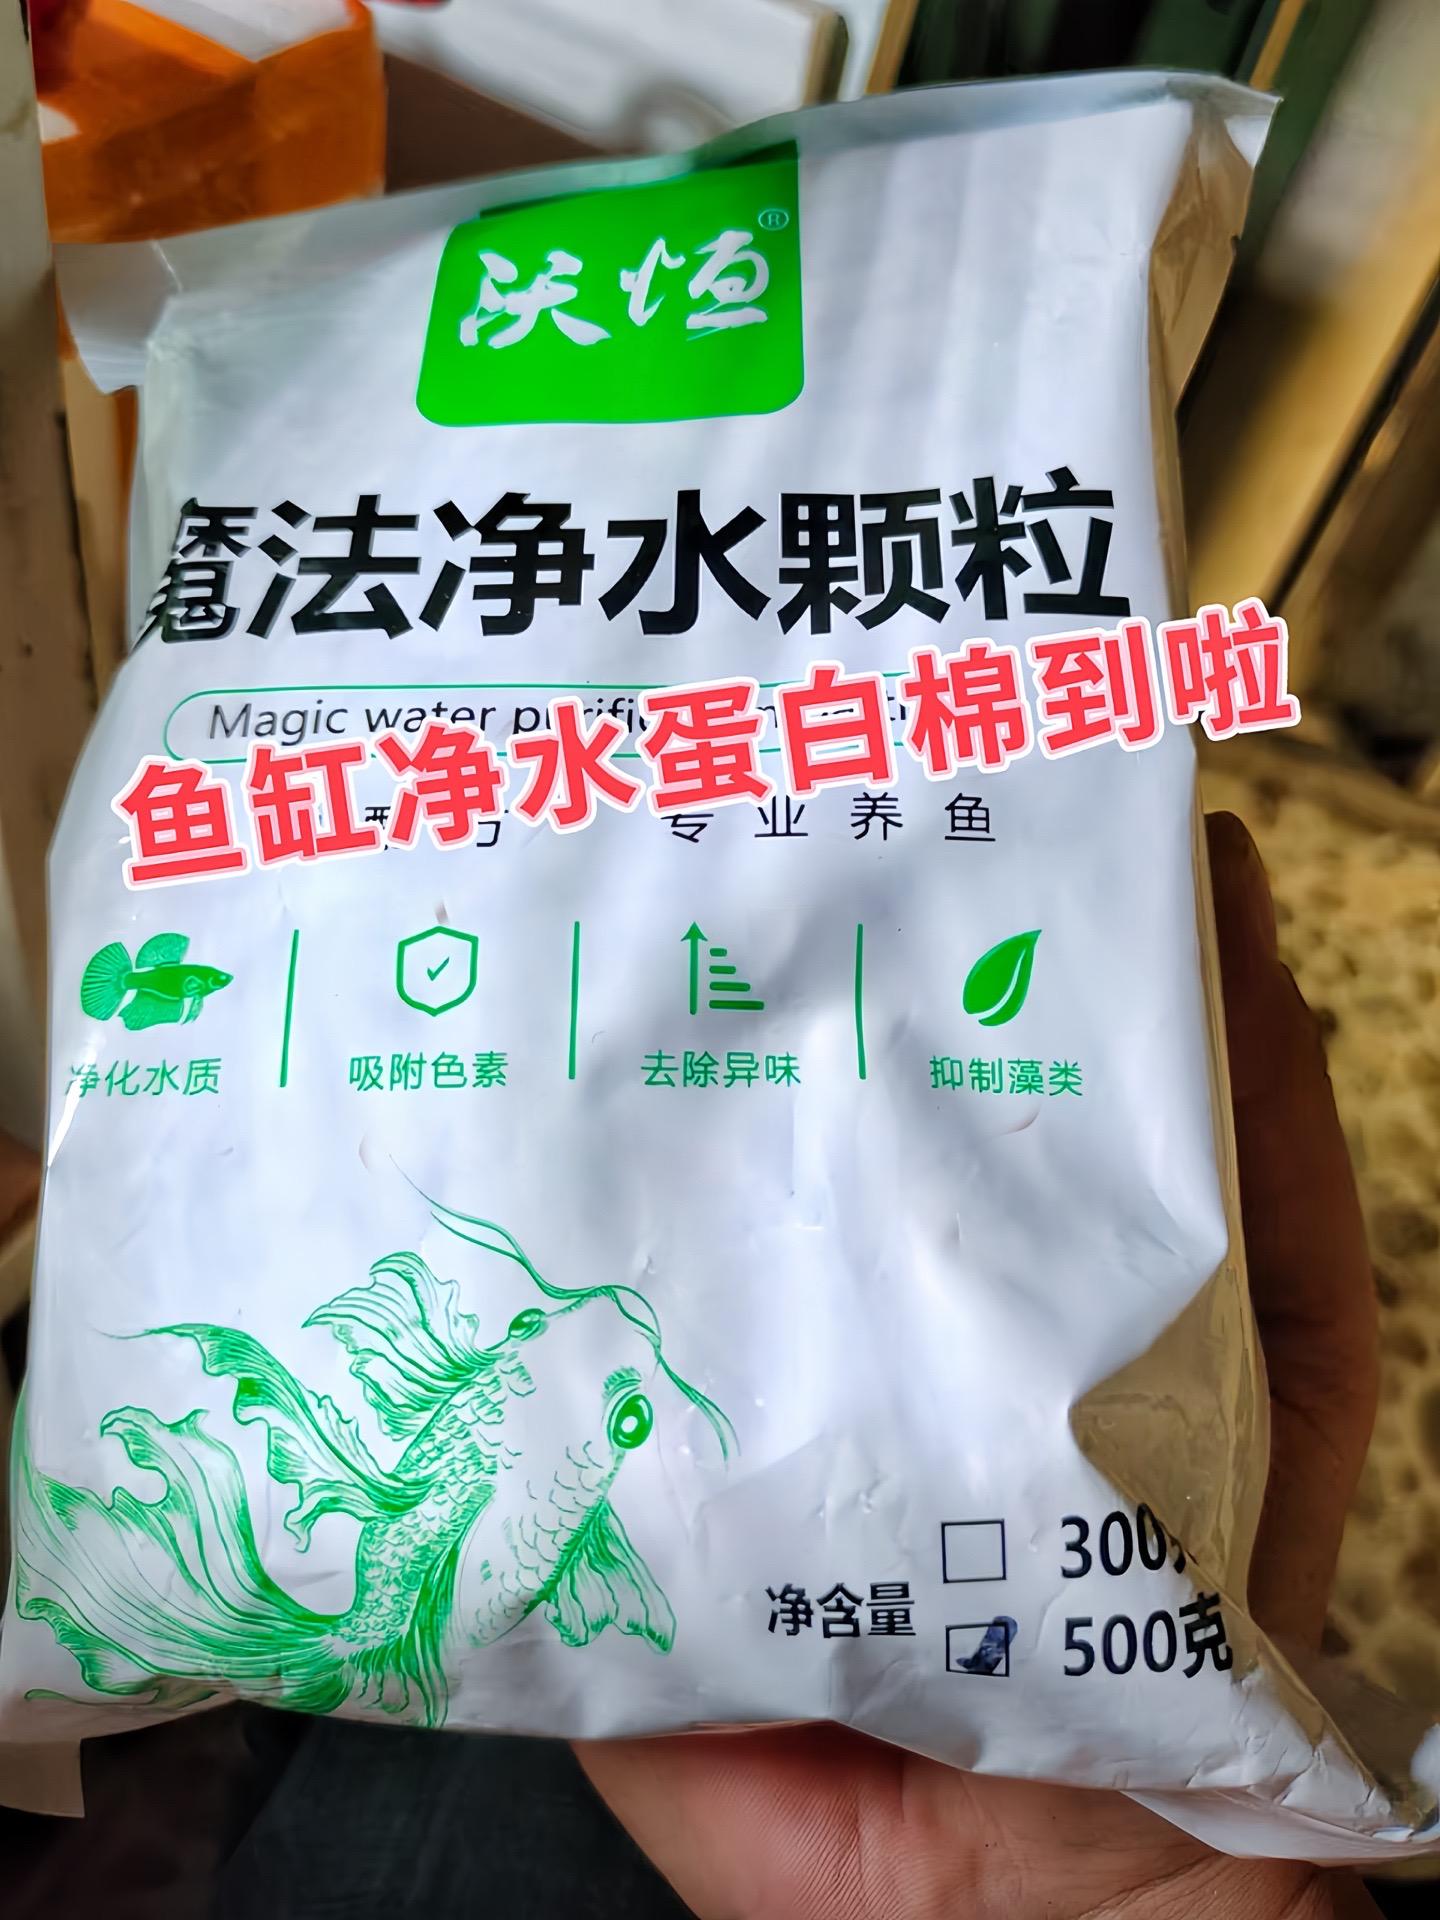 沃恒®
魔法净水颗粒
Magic water purific
鱼缸净水蛋白棉到啦
专业养鱼
净化水质
吸附色素
去除异味
抑制藻类
净含量
300
500克